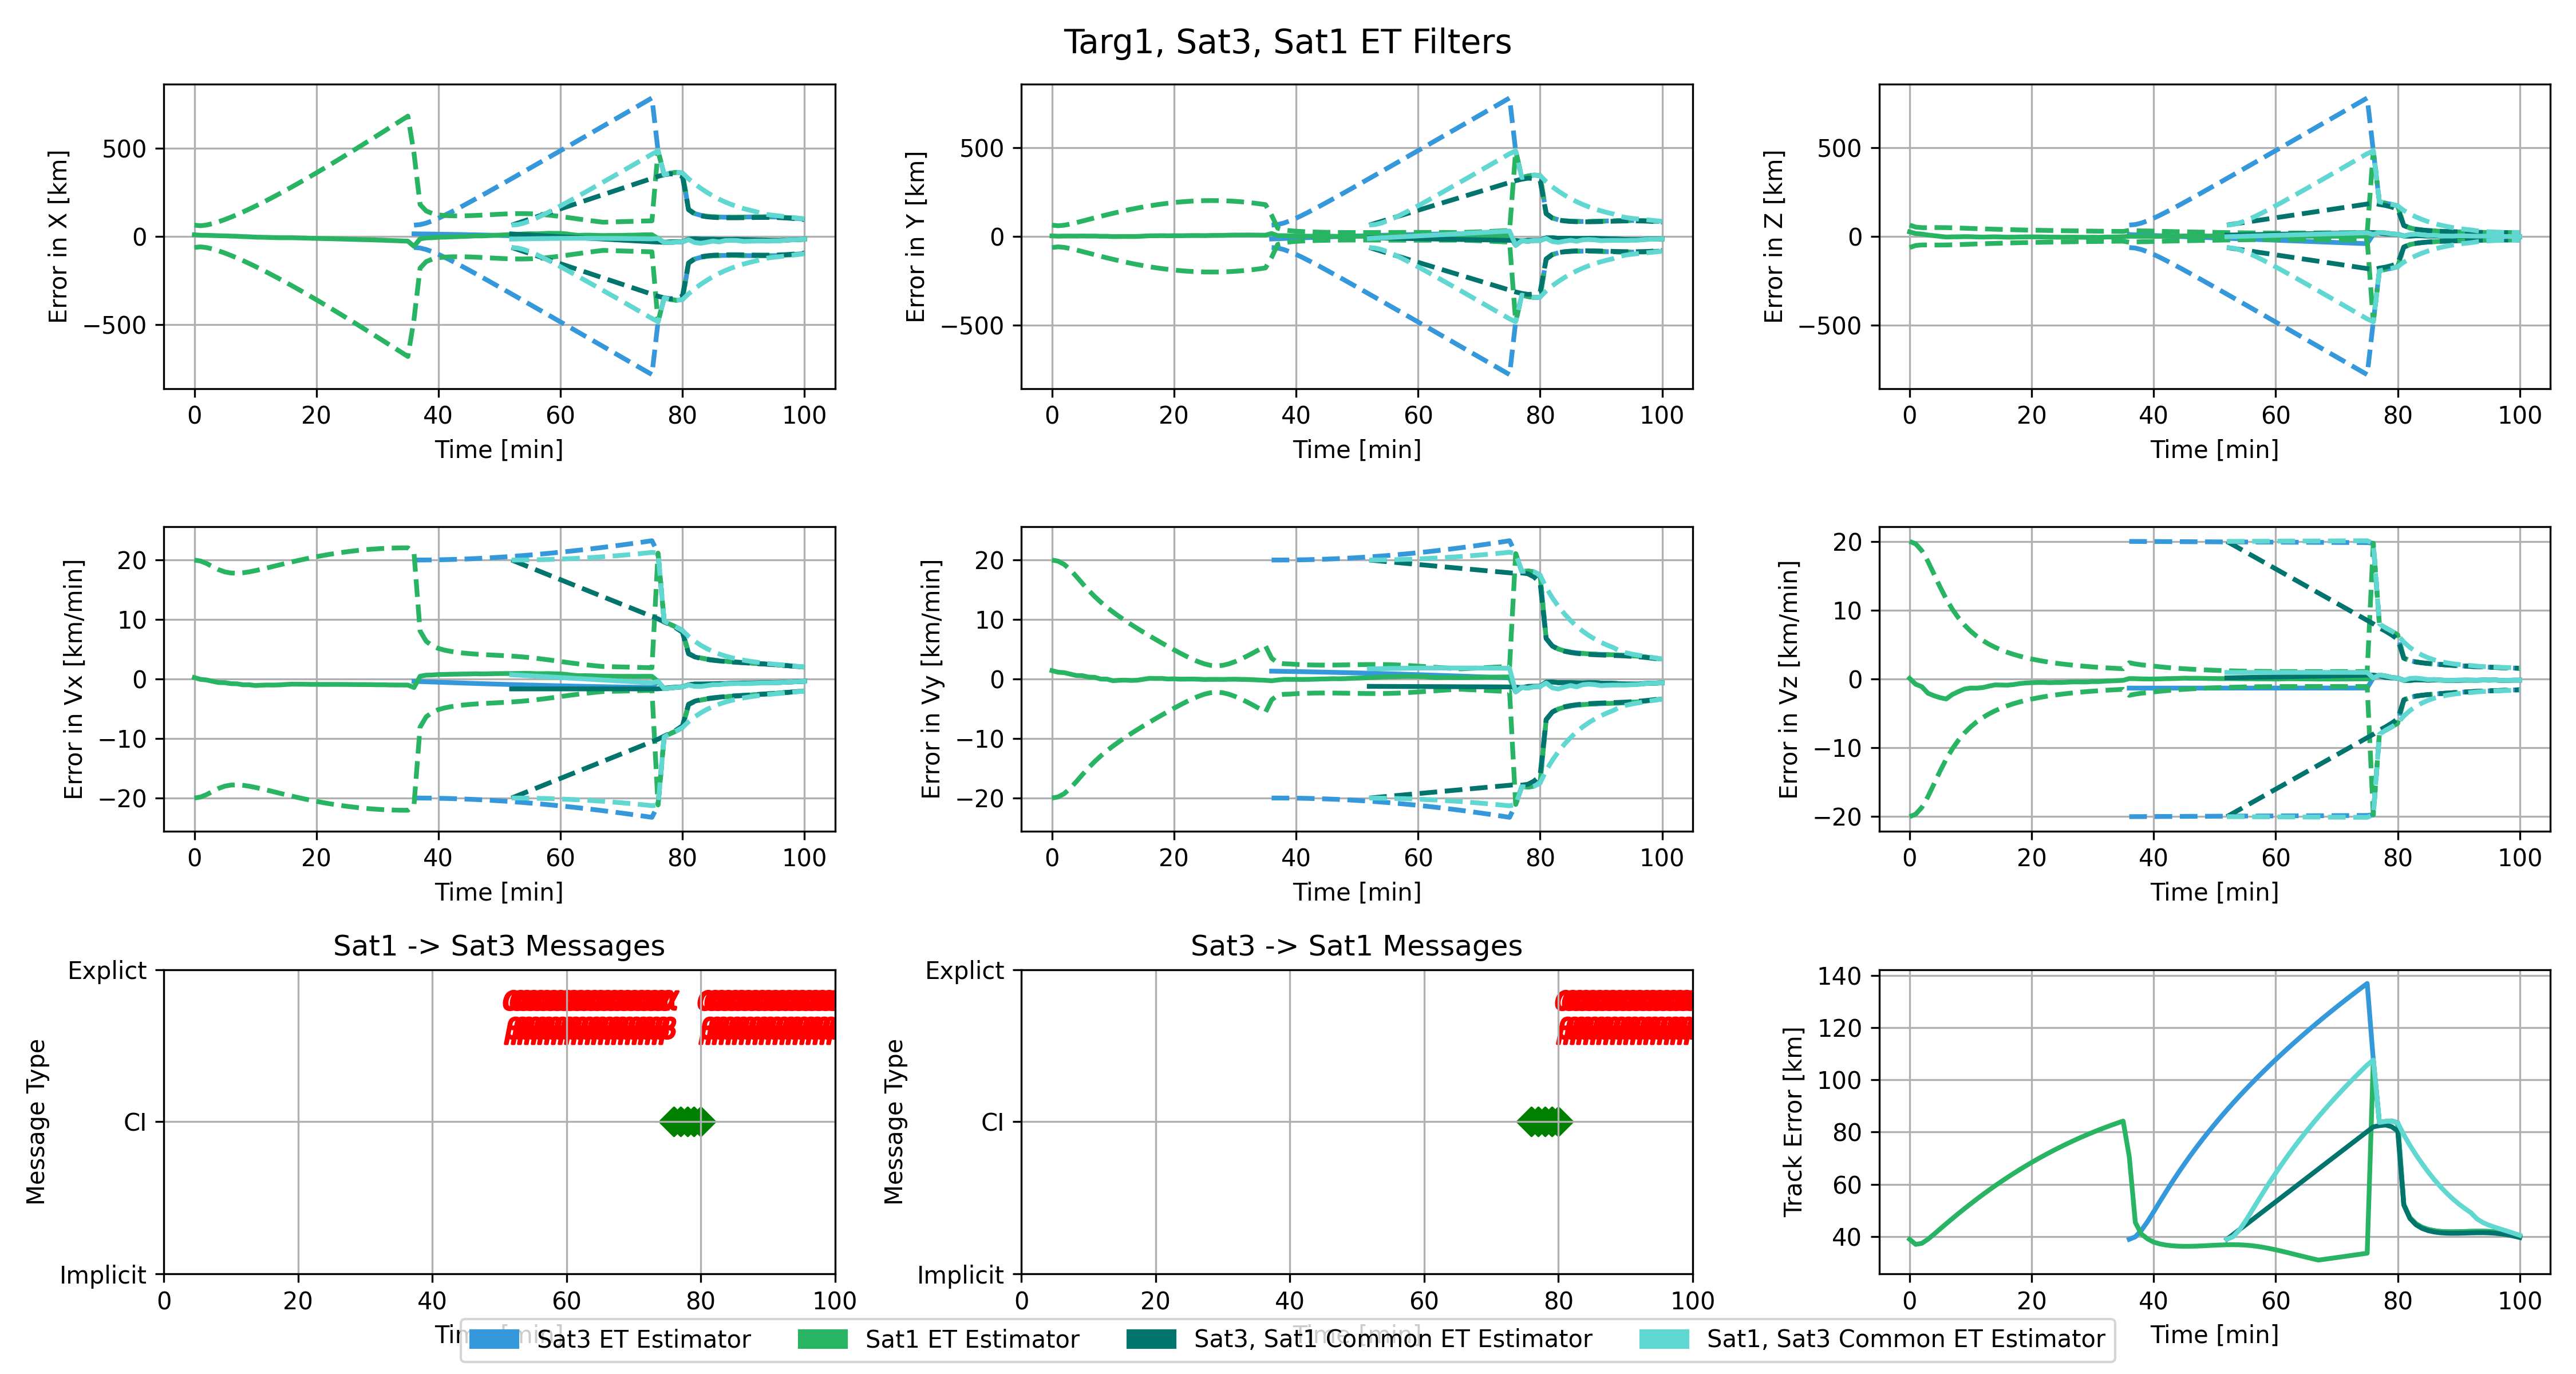 Targ1, Sat3, Sat1 ET Filters
Error in X [km]
500
0
−500
0 20 40 60 80 100
Time [min]
Error in Y [km]
500
0
−500
0 20 40 60 80 100
Time [min]
Error in Z [km]
500
0
−500
0 20 40 60 80 100
Time [min]
Error in Vx [km/min]
20
10
0
−10
−20
0 20 40 60 80 100
Time [min]
Error in Vy [km/min]
20
10
0
−10
−20
0 20 40 60 80 100
Time [min]
Error in Vz [km/min]
20
10
0
−10
−20
0 20 40 60 80 100
Time [min]
Sat1 -> Sat3 Messages
Message Type
Explict
CI
Implicit
0 20 40 60 80 100
Time [min]
Sat3 -> Sat1 Messages
Message Type
Explict
CI
Implicit
0 20 40 60 80 100
Time [min]
Track Error [km]
140
120
100
80
60
40
0 20 40 60 80 100
Time [min]
Sat3 ET Estimator
Sat1 ET Estimator
Sat3, Sat1 Common ET Estimator
Sat1, Sat3 Common ET Estimator